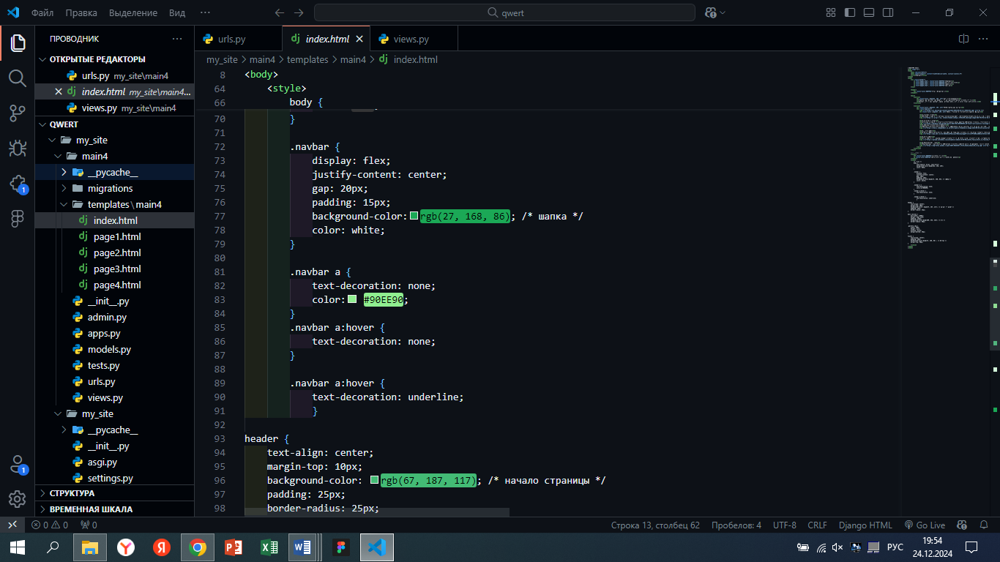 Файл Правка Выделение Вид ··· qwert
ПРОВОДНИК ···
ОТКРЫТЫЕ РЕДАКТОРЫ
urls.py my_site\main4
index.html my_site\main4...
views.py my_site\main4
QWERT
my_site
main4
__pycache__
migrations
templates\main4
index.html
page1.html
page2.html
page3.html
page4.html
__init__.py
admin.py
apps.py
models.py
tests.py
urls.py
views.py
my_site
__pycache__
__init__.py
asgi.py
settings.py
СТРУКТУРА
ВРЕМЕННАЯ ШКАЛА
urls.py index.html views.py
my_site > main4 > templates > main4 > index.html
8 <body>
64 <style>
66 body {
70 }
71
72 .navbar {
73 display: flex;
74 justify-content: center;
75 gap: 20px;
76 padding: 15px;
77 background-color: rgb(27, 168, 86); /* шапка */
78 color: white;
79 }
80
81 .navbar a {
82 text-decoration: none;
83 color: #90EE90;
84 }
85 .navbar a:hover {
86 text-decoration: none;
87 }
88
89 .navbar a:hover {
90 text-decoration: underline;
91 }
92
93 header {
94 text-align: center;
95 margin-top: 10px;
96 background-color: rgb(67, 187, 117); /* начало страницы */
97 padding: 25px;
98 border-radius: 25px;
0 0 0 Строка 13, столбец 62 Пробелов: 4 UTF-8 CRLF Django HTML Go Live
РУС 19:54
24.12.2024